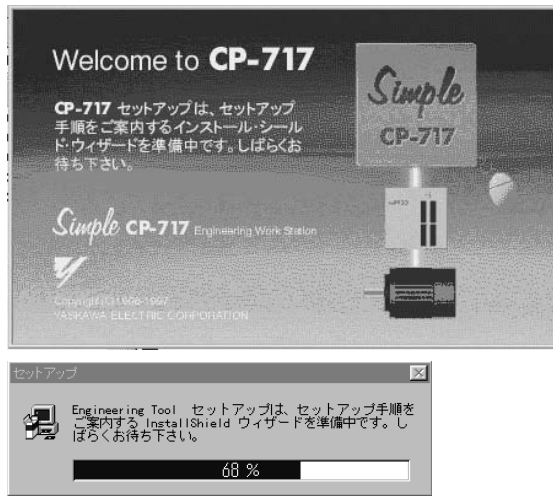 Welcome to CP-717
CP-717 セットアップは、セットアップ
手順をご案内するインストール・シール
ド・ウィザードを準備中です。しばらくお
待ち下さい。
Simple
CP-717
Simple CP-717 Engineering Work Station
YASKAWA ELECTRIC CORPORATION
セットアップ
Engineering Tool セットアップは、セットアップ手順を
ご案内する InstallShield ウィザードを準備中です。し
ばらくお待ち下さい。
68 %